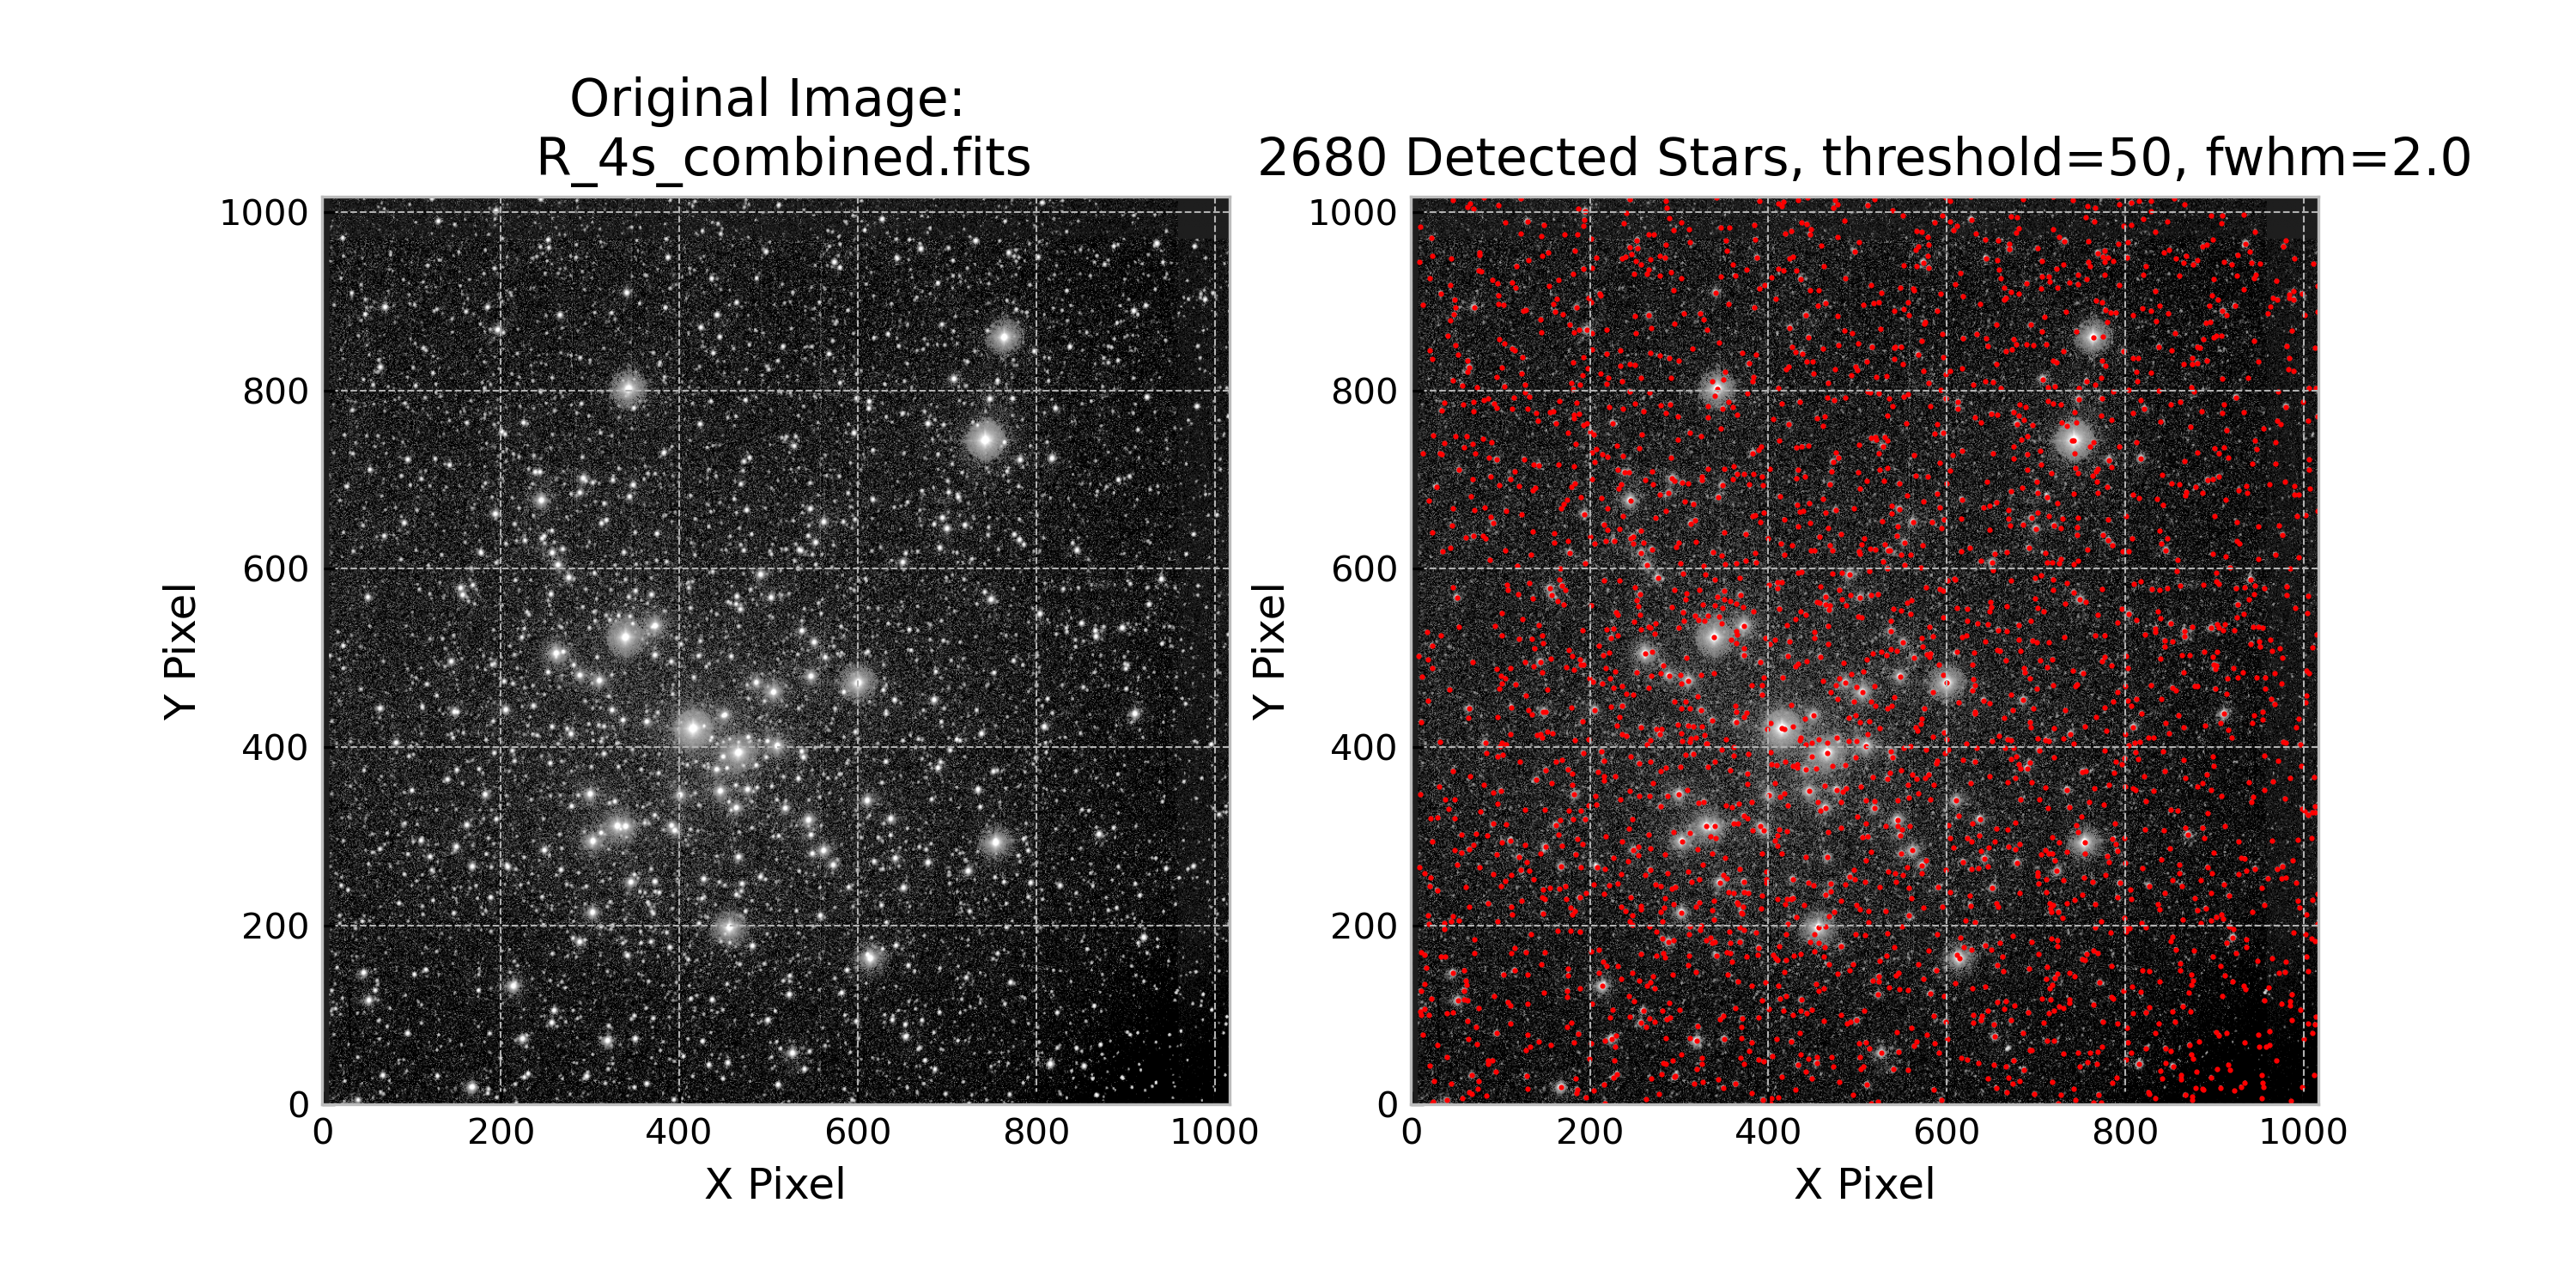 Original Image:
R_4s_combined.fits
1000
800
600
400
200
0
Y Pixel
0 200 400 600 800 1000
X Pixel
2680 Detected Stars, threshold=50, fwhm=2.0
1000
800
600
400
200
0
Y Pixel
0 200 400 600 800 1000
X Pixel